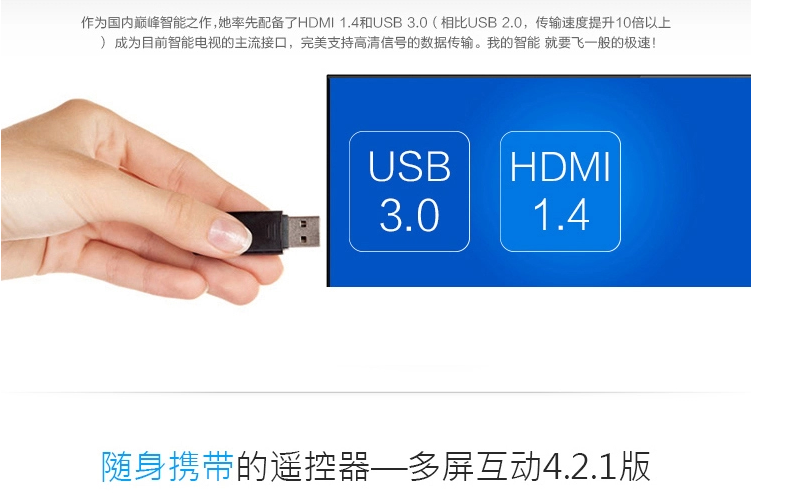 作为国内巅峰智能之作,她率先配备了HDMI 1.4和USB 3.0（相比USB 2.0，传输速度提升10倍以上
）成为目前智能电视的主流接口，完美支持高清信号的数据传输。我的智能 就要飞一般的极速！
USB
3.0
HDMI
1.4
随身携带的遥控器—多屏互动4.2.1版